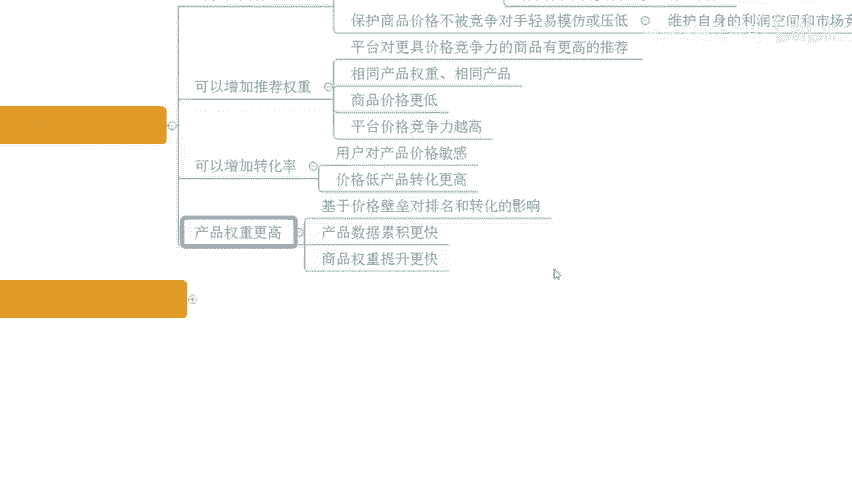 保护商品价格不被竞争对手轻易模仿或压低
维护自身的利润空间和市场竞
平台对更具价格竞争力的商品有更高的推荐
可以增加推荐权重
相同产品权重、相同产品
商品价格更低
平台价格竞争力越高
可以增加转化率
用户对产品价格敏感
价格低产品转化更高
产品权重更高
基于价格壁垒对排名和转化的影响
产品数据累积更快
商品权重提升更快